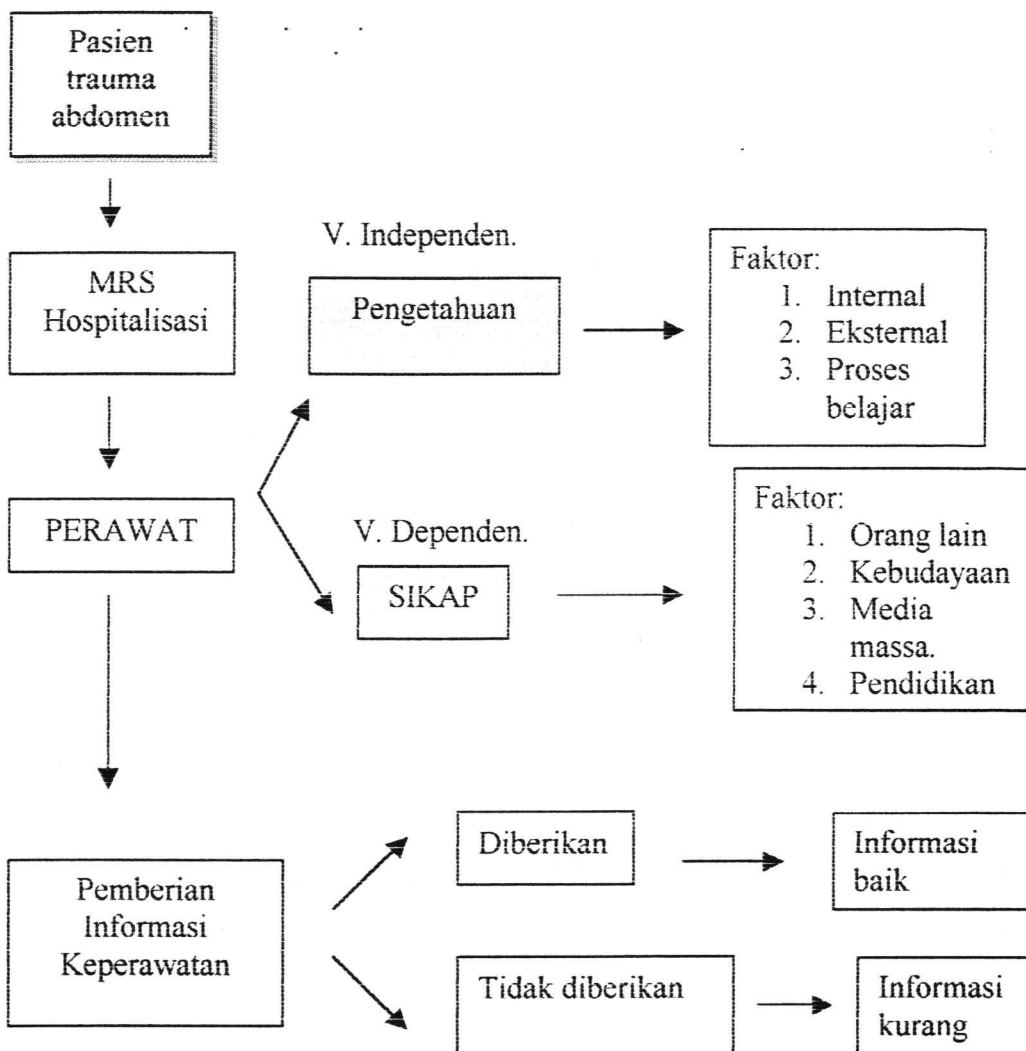 Pasien
trauma
abdomen
MRS
Hospitalisasi
PERAWAT
V. Independen.
Pengetahuan
Faktor:
1. Internal
2. Eksternal
3. Proses
belajar
V. Dependen.
SIKAP
Faktor:
1. Orang lain
2. Kebudayaan
3. Media
massa.
4. Pendidikan
Pemberian
Informasi
Keperawatan
Diberikan
Informasi
baik
Tidak diberikan
Informasi
kurang